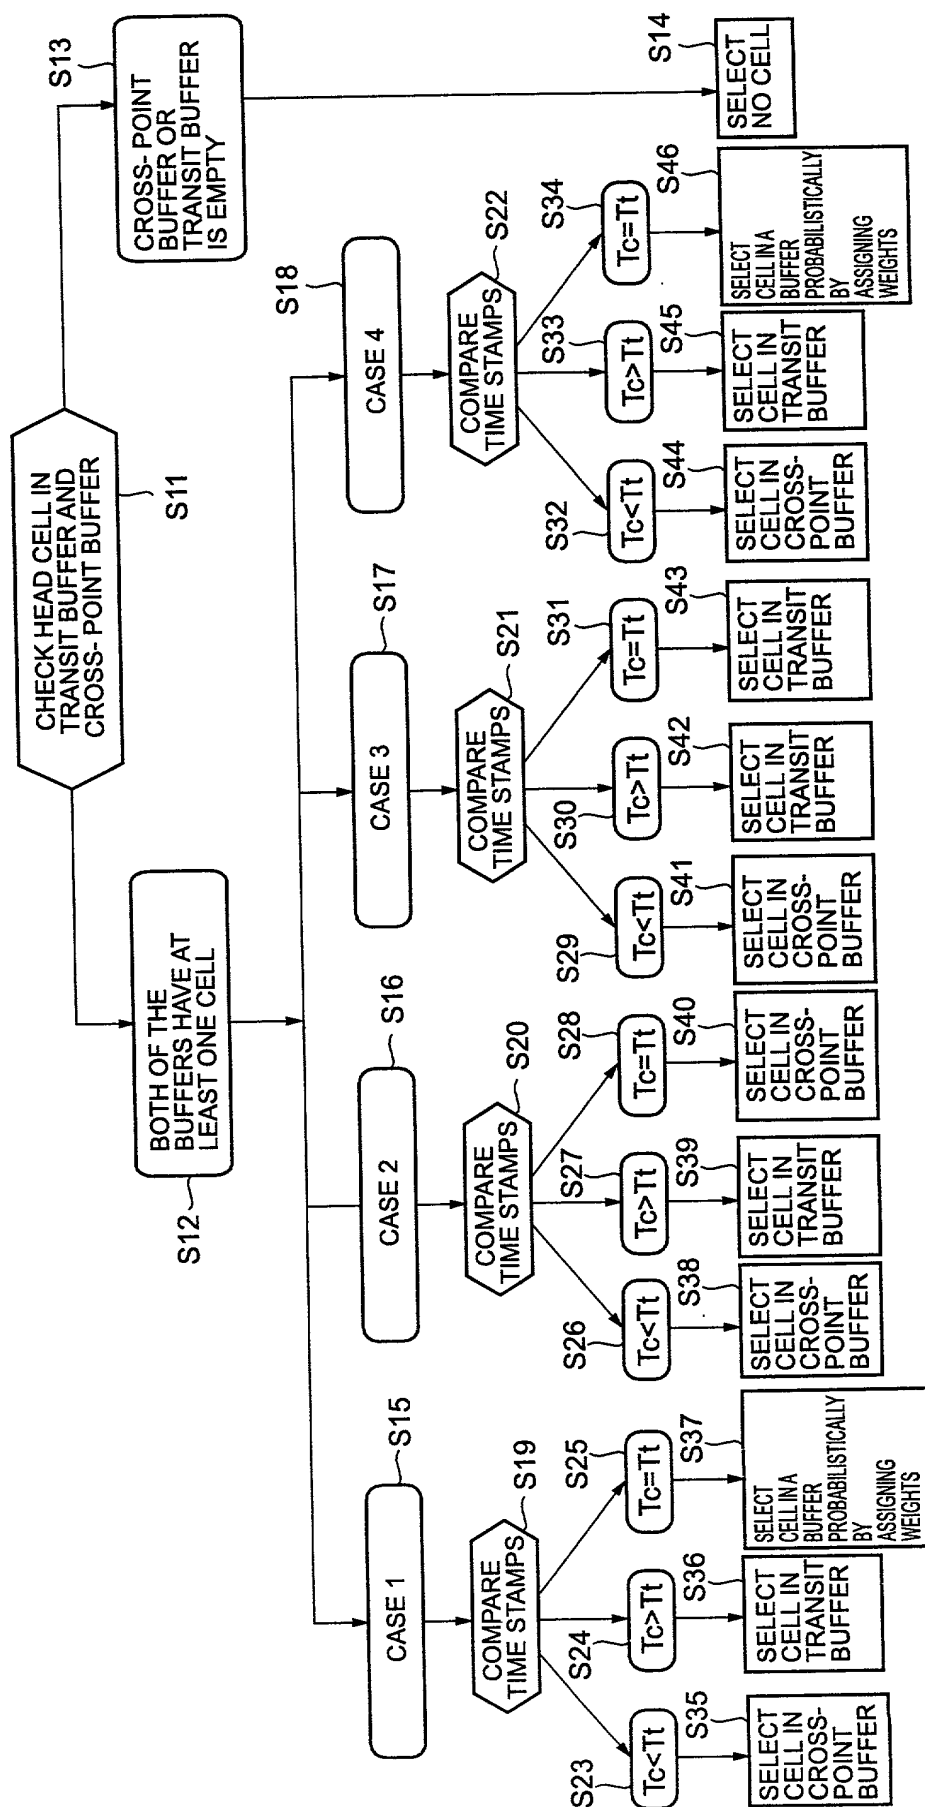 CHECK HEAD CELL IN
TRANSIT BUFFER AND
CROSS-POINT BUFFER
S11
BOTH OF THE
BUFFERS HAVE AT
LEAST ONE CELL
S12
CROSS-POINT
BUFFER OR
TRANSIT BUFFER
IS EMPTY
S13
SELECT
NO CELL
S14
CASE 1
S15
CASE 2
S16
CASE 3
S17
CASE 4
S18
COMPARE
TIME STAMPS
S19
COMPARE
TIME STAMPS
S20
COMPARE
TIME STAMPS
S21
COMPARE
TIME STAMPS
S22
Tc<Tt
S23
Tc>Tt
S24
Tc=Tt
S25
Tc<Tt
S26
Tc>Tt
S27
Tc=Tt
S28
Tc<Tt
S29
Tc>Tt
S30
Tc=Tt
S31
Tc<Tt
S32
Tc>Tt
S33
Tc=Tt
S34
SELECT
CELL IN
CROSS-
POINT
BUFFER
S35
SELECT
CELL IN
TRANSIT
BUFFER
S36
SELECT
CELL IN A
BUFFER
PROBABILISTICALLY
BY
ASSIGNING
WEIGHTS
S37
SELECT
CELL IN
CROSS-
POINT
BUFFER
S38
SELECT
CELL IN
TRANSIT
BUFFER
S39
SELECT
CELL IN
CROSS-
POINT
BUFFER
S40
SELECT
CELL IN
CROSS-
POINT
BUFFER
S41
SELECT
CELL IN
TRANSIT
BUFFER
S42
SELECT
CELL IN
TRANSIT
BUFFER
S43
SELECT
CELL IN
CROSS-
POINT
BUFFER
S44
SELECT
CELL IN
TRANSIT
BUFFER
S45
SELECT
CELL IN A
BUFFER
PROBABILISTICALLY
BY
ASSIGNING
WEIGHTS
S46